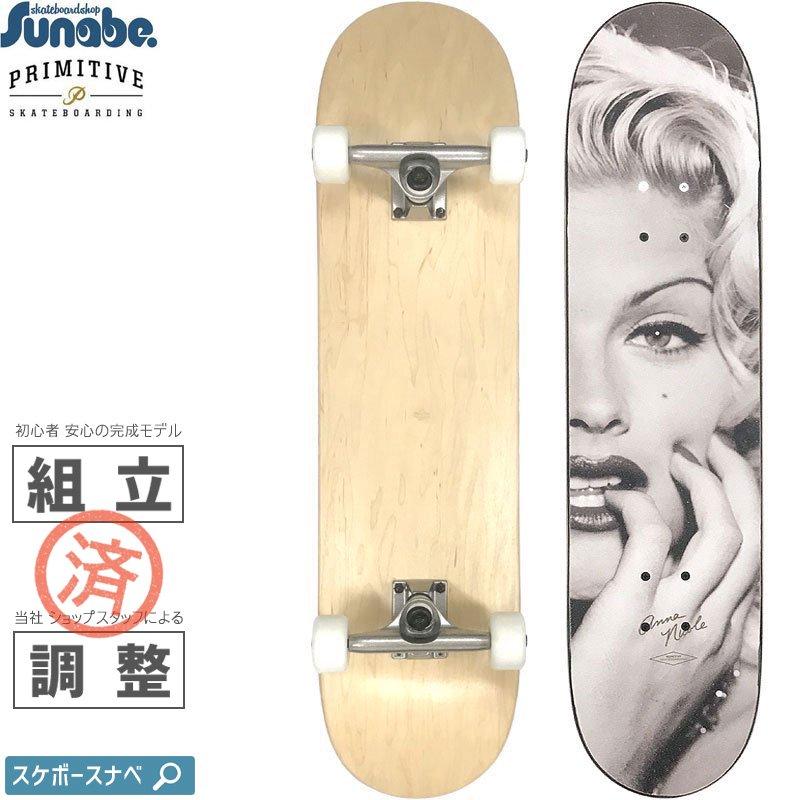 skateboardshop
Sunabe.
PRIMITIVE
P
SKATEBOARDING
初心者 安心の完成モデル
組立
済
当社 ショップスタッフによる
調整
スケボースナベ
Anna
Nicole